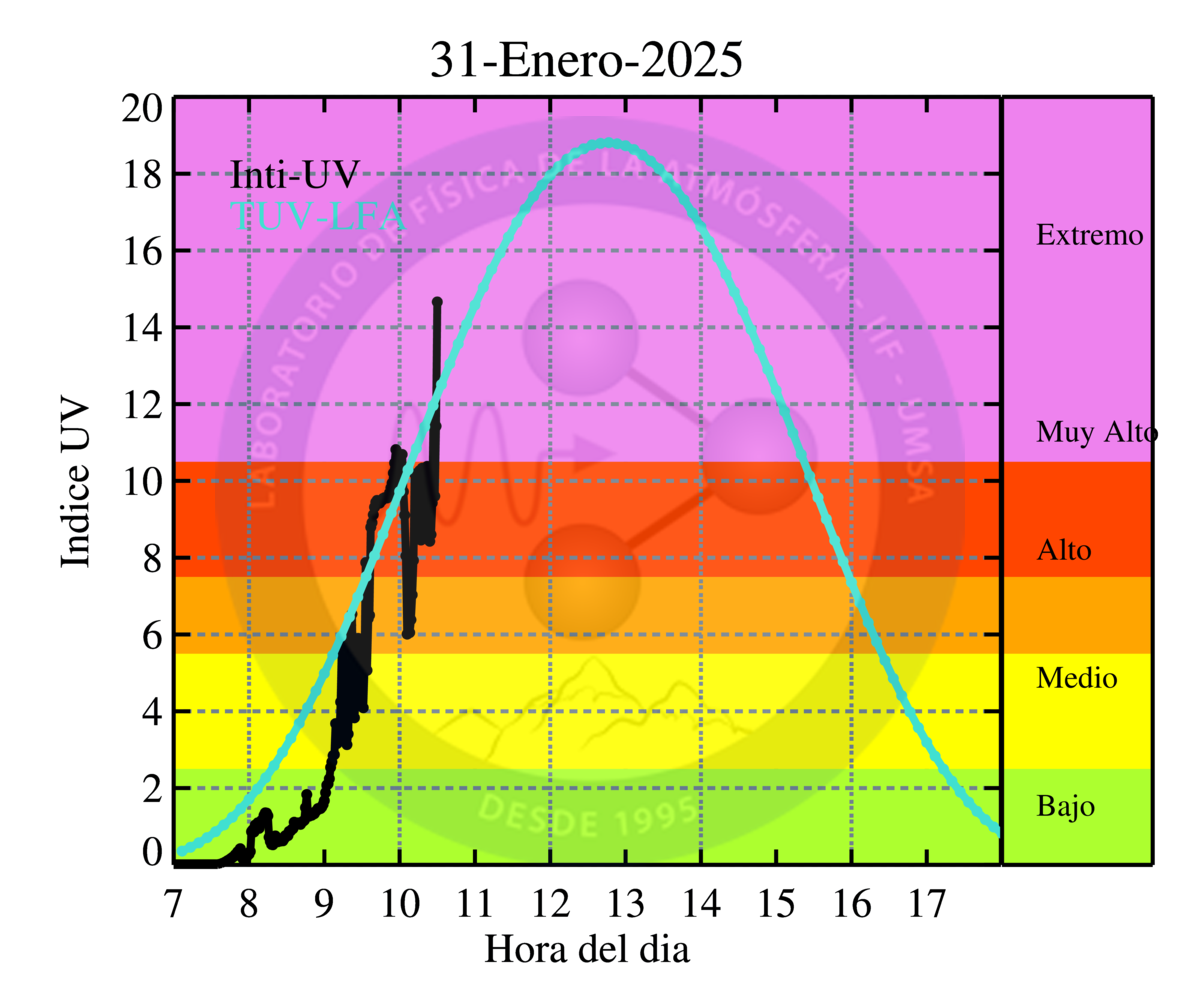 31-Enero-2025
20
18
16
14
12
10
8
6
4
2
0
Indice UV
Inti-UV
TUV-LFA
LABORATORIO DE FÍSICA DE LA ATMÓSFERA - IIF - UMSA
DESDE 1995
Extremo
Muy Alto
Alto
Medio
Bajo
7 8 9 10 11 12 13 14 15 16 17
Hora del dia